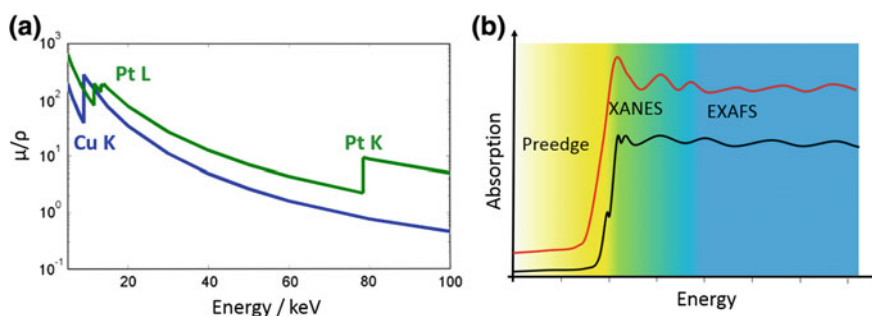 (a)
10³
10²
10¹
10⁰
10⁻¹
μ/ρ
Pt L
Cu K
Pt K
20
40
60
80
100
Energy / keV
(b)
Absorption
Preedge
XANES
EXAFS
Energy